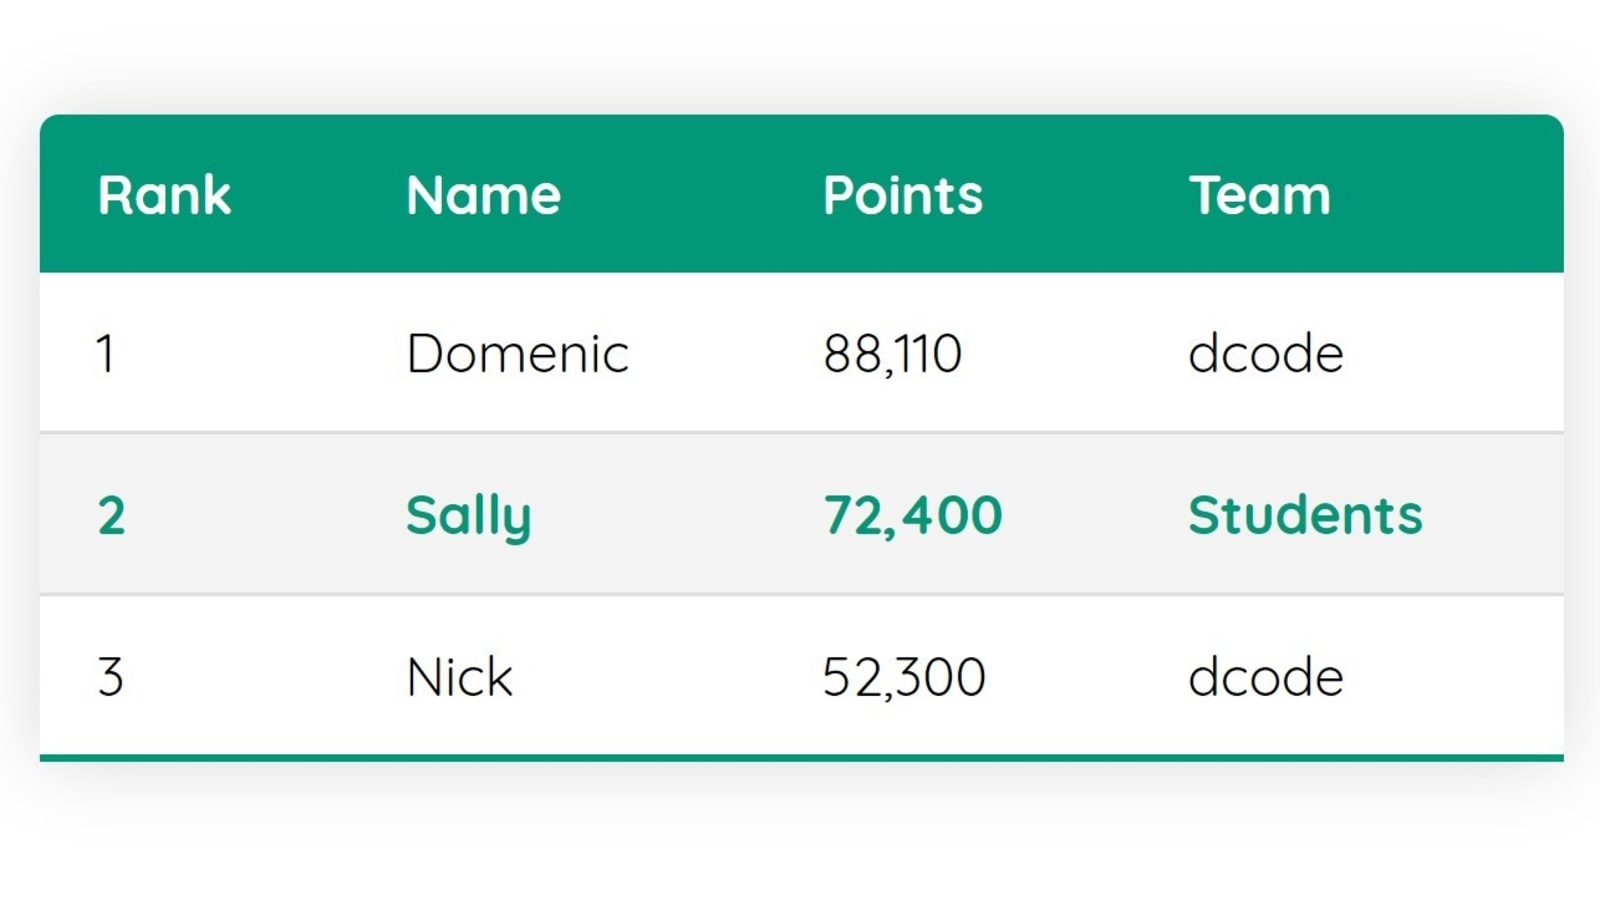 Rank Name Points Team
1 Domenic 88,110 dcode
2 Sally 72,400 Students
3 Nick 52,300 dcode